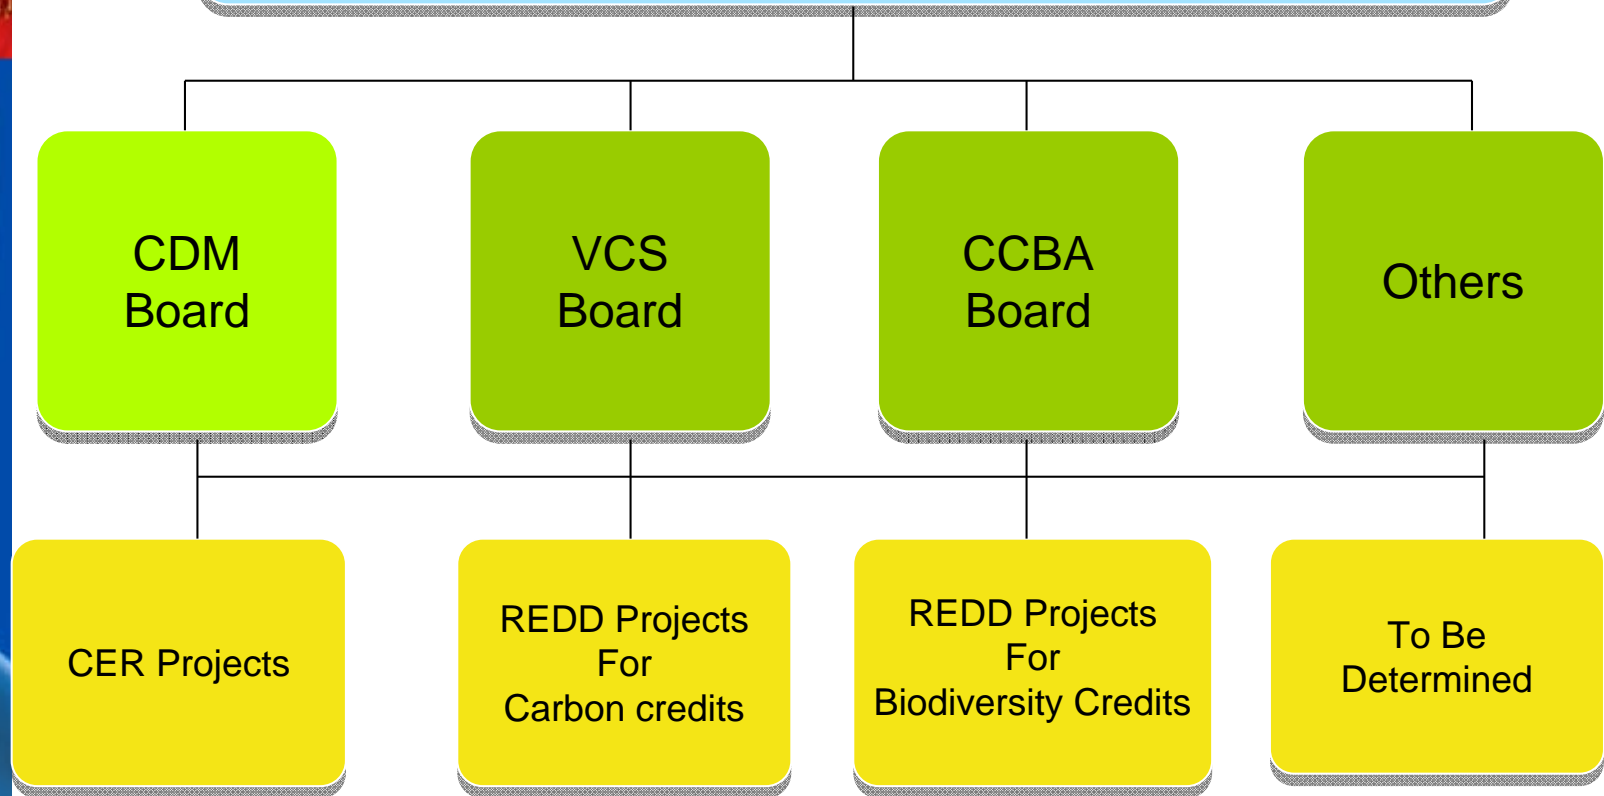 CDM
Board
VCS
Board
CCBA
Board
Others
CER Projects
REDD Projects
For
Carbon credits
REDD Projects
For
Biodiversity Credits
To Be
Determined